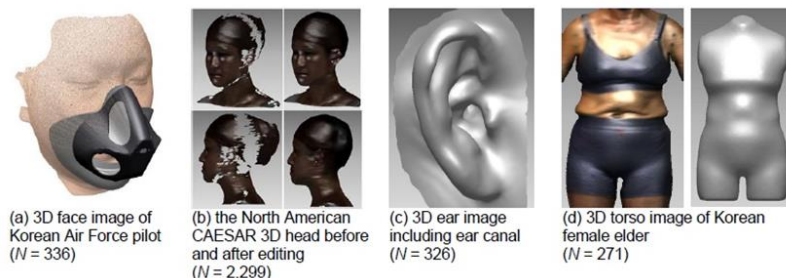 (a) 3D face image of
Korean Air Force pilot
(N = 336)
(b) the North American
CAESAR 3D head before
and after editing
(N = 2,299)
(c) 3D ear image
including ear canal
(N = 326)
(d) 3D torso image of Korean
female elder
(N = 271)